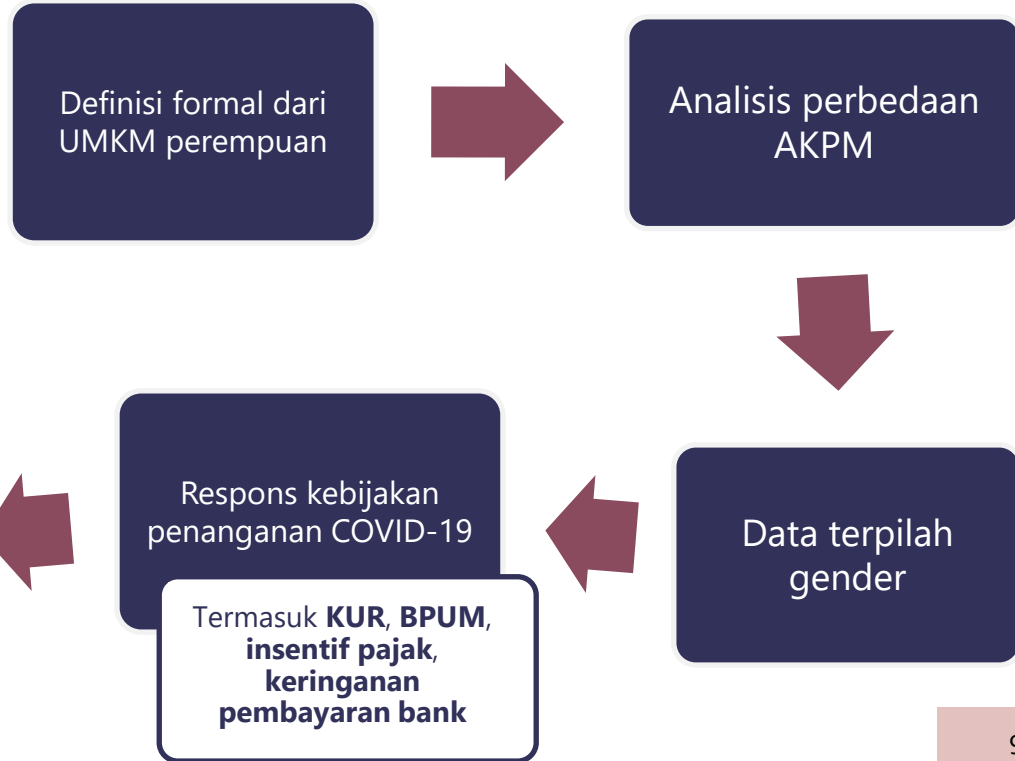 Definisi formal dari
UMKM perempuan
Analisis perbedaan
AKPM
Data terpilah
gender
Respons kebijakan
penanganan COVID-19
Termasuk KUR, BPUM,
insentif pajak,
keringanan
pembayaran bank